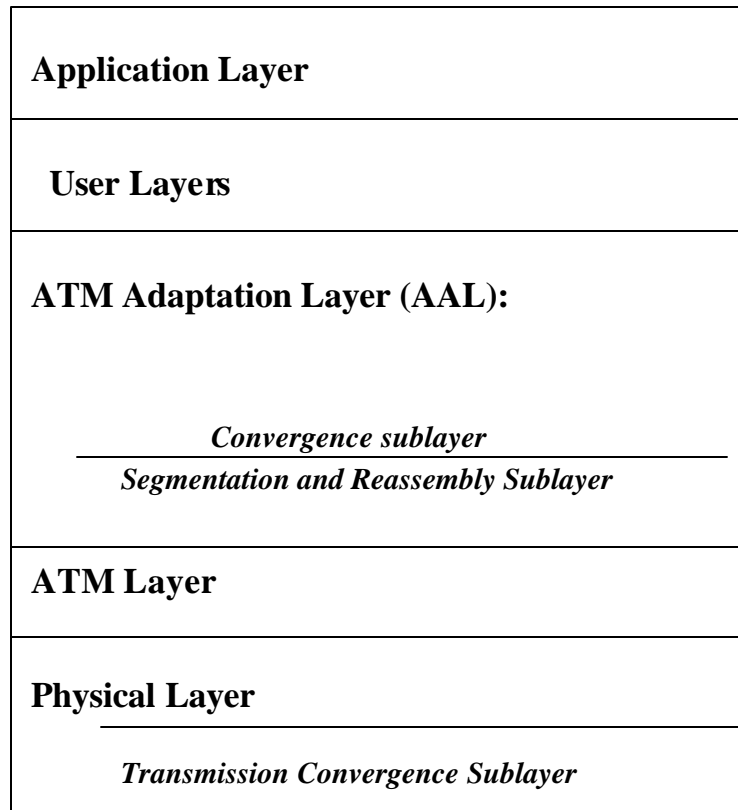 Application Layer
User Layers
ATM Adaptation Layer (AAL):
Convergence sublayer
Segmentation and Reassembly Sublayer
ATM Layer
Physical Layer
Transmission Convergence Sublayer